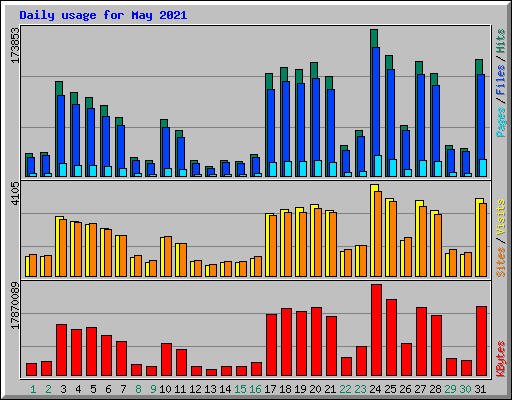 Daily usage for May 2021
173853
Pages / Files / Hits
4105
Sites / Visits
17870089
KBytes
1 2 3 4 5 6 7 8 9 10 11 12 13 14 15 16 17 18 19 20 21 22 23 24 25 26 27 28 29 30 31